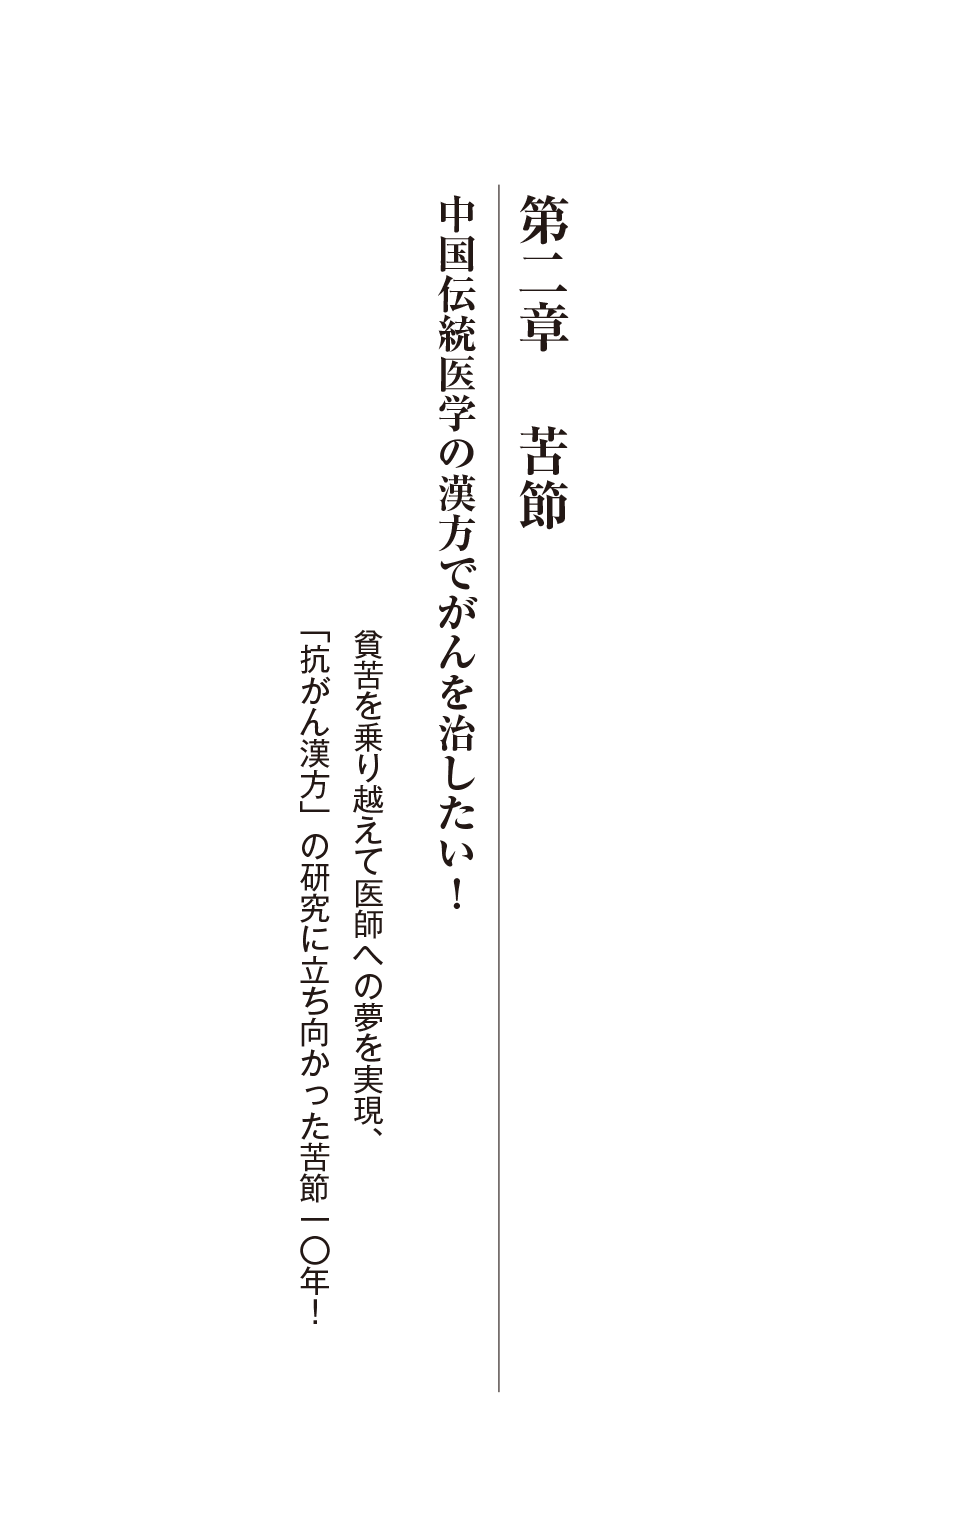 第二章　苦節
中国伝統医学の漢方でがんを治したい！
貧苦を乗り越えて医師への夢を実現、
「抗がん漢方」の研究に立ち向かった苦節一〇年！